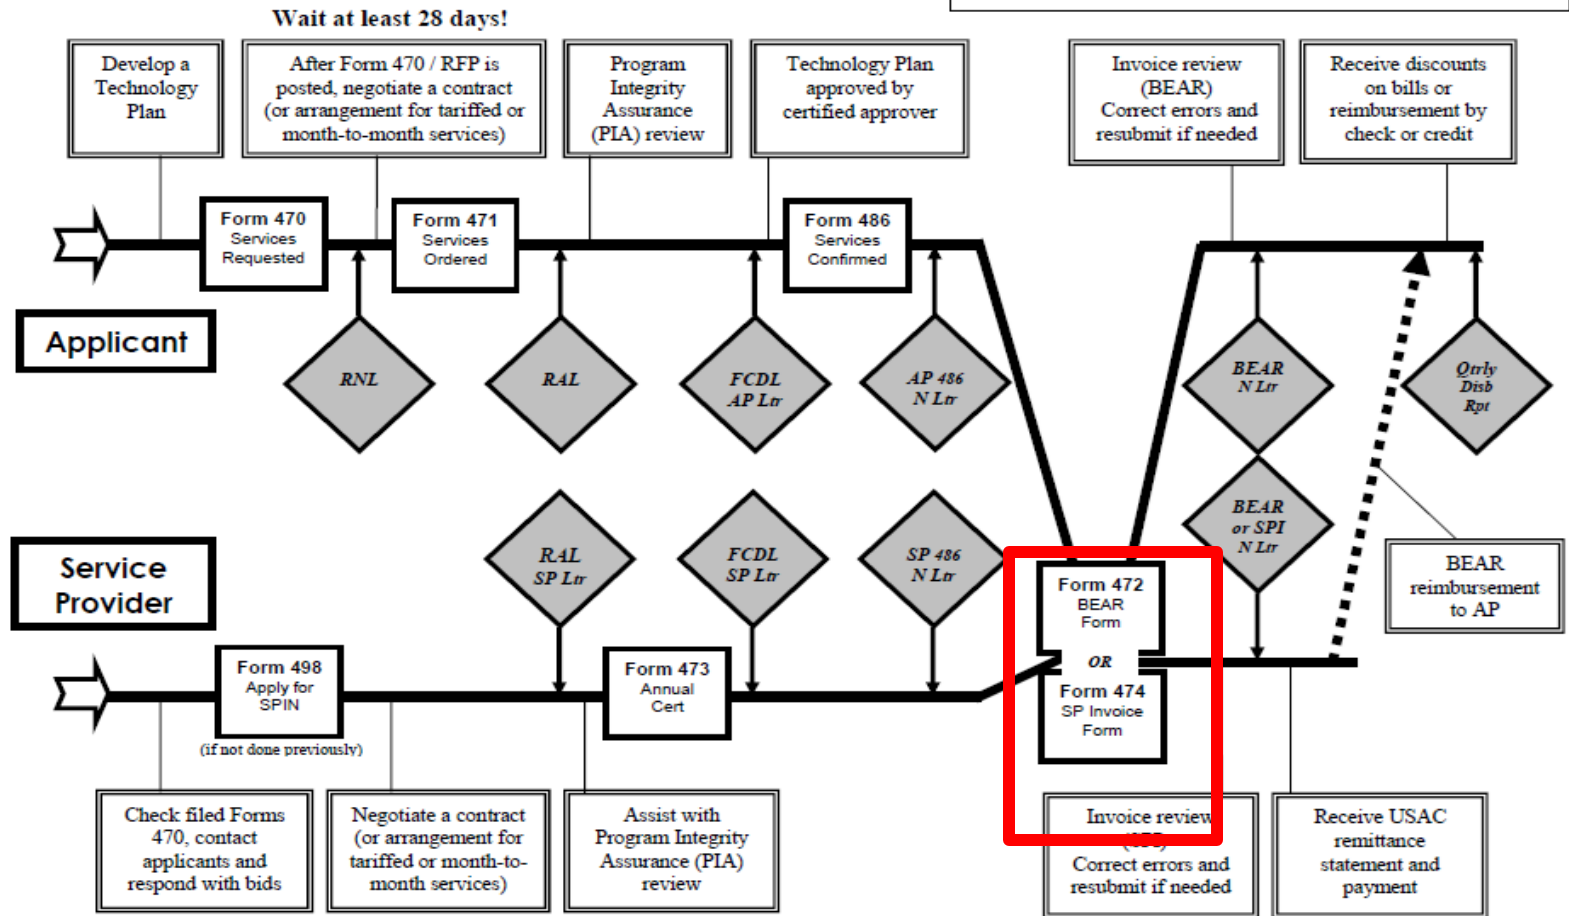 Wait at least 28 days!
Develop a
Technology
Plan
After Form 470 / RFP is
posted, negotiate a contract
(or arrangement for tariffed or
month-to-month services)
Program
Integrity
Assurance
(PIA) review
Technology Plan
approved by
certified approver
Invoice review
(BEAR)
Correct errors and
resubmit if needed
Receive discounts
on bills or
reimbursement by
check or credit
Form 470
Services
Requested
Form 471
Services
Ordered
Form 486
Services
Confirmed
Applicant
RNL
RAL
FCDL
AP Ltr
AP 486
N Ltr
BEAR
N Ltr
Qtrly
Disb
Rpt
Service
Provider
RAL
SP Ltr
FCDL
SP Ltr
SP 486
N Ltr
BEAR
or SPI
N Ltr
BEAR
reimbursement
to AP
Form 472
BEAR
Form
OR
Form 474
SP Invoice
Form
Form 498
Apply for
SPIN
(if not done previously)
Form 473
Annual
Cert
Check filed Forms
470, contact
applicants and
respond with bids
Negotiate a contract
(or arrangement for
tariffed or month-to-
month services)
Assist with
Program Integrity
Assurance (PIA)
review
Invoice review
Correct errors and
resubmit if needed
Receive USAC
remittance
statement and
payment